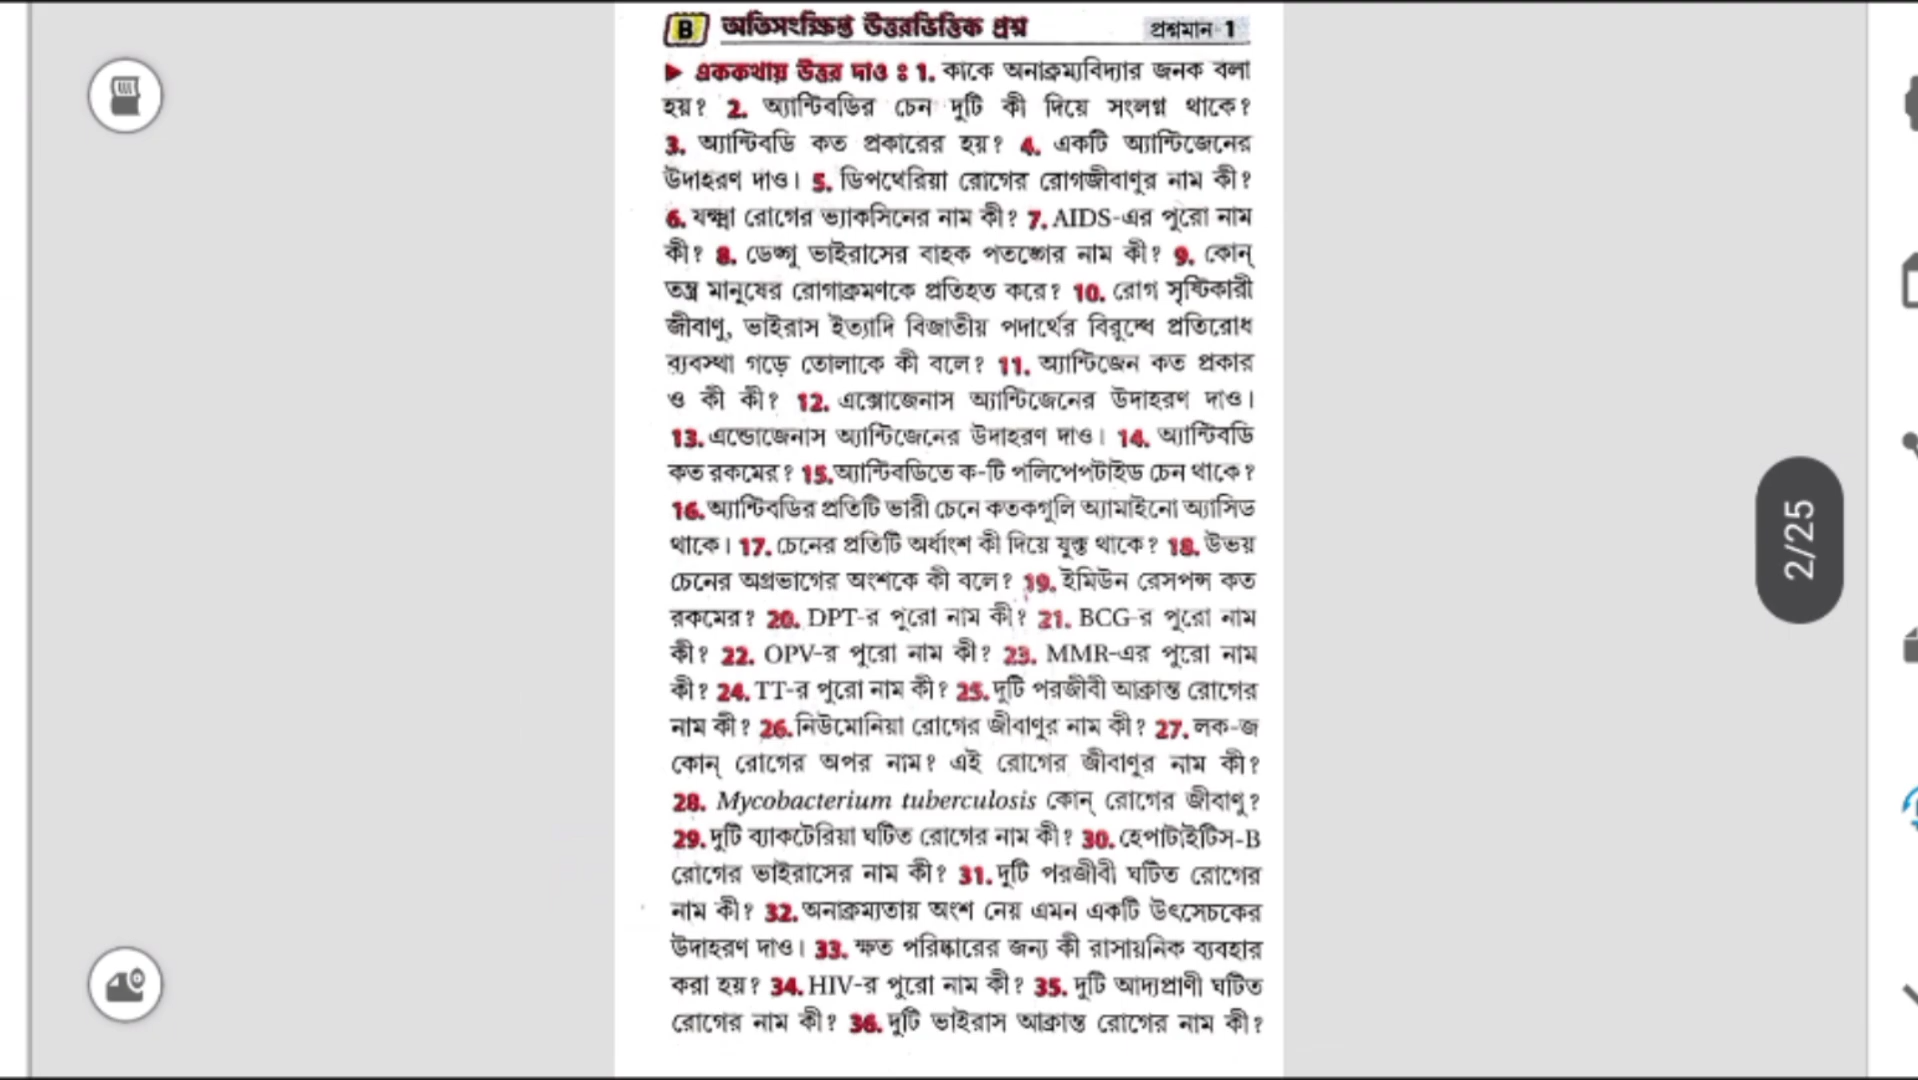 B অতিসংক্ষিপ্ত উত্তরভিত্তিক প্রশ্ন প্রশ্নমান 1
▶ এককথায় উত্তর দাও ঃ 1. কাকে অনাক্রম্যবিদ্যার জনক বলা
হয়? 2. অ্যান্টিবডির চেন দুটি কী দিয়ে সংলগ্ন থাকে?
3. অ্যান্টিবডি কত প্রকারের হয়? 4. একটি অ্যান্টিজেনের
উদাহরণ দাও। 5. ডিপথেরিয়া রোগের রোগজীবাণুর নাম কী?
6. যক্ষ্মা রোগের ভ্যাকসিনের নাম কী? 7. AIDS-এর পুরো নাম
কী? 8. ডেঙ্গু ভাইরাসের বাহক পতঙ্গের নাম কী? 9. কোন্
তন্ত্র মানুষের রোগাক্রমণকে প্রতিহত করে? 10. রোগ সৃষ্টিকারী
জীবাণু, ভাইরাস ইত্যাদি বিজাতীয় পদার্থের বিরুদ্ধে প্রতিরোধ
ব্যবস্থা গড়ে তোলাকে কী বলে? 11. অ্যান্টিজেন কত প্রকার
ও কী কী? 12. এক্সোজেনাস অ্যান্টিজেনের উদাহরণ দাও।
13. এন্ডোজেনাস অ্যান্টিজেনের উদাহরণ দাও। 14. অ্যান্টিবডি
কত রকমের? 15. অ্যান্টিবডিতে ক-টি পলিপেপটাইড চেন থাকে?
16. অ্যান্টিবডির প্রতিটি ভারী চেনে কতকগুলি অ্যামাইনো অ্যাসিড
থাকে। 17. চেনের প্রতিটি অর্ধাংশ কী দিয়ে যুক্ত থাকে? 18. উভয়
চেনের অগ্রভাগের অংশকে কী বলে? 19. ইমিউন রেসপন্স কত
রকমের? 20. DPT-র পুরো নাম কী? 21. BCG-র পুরো নাম
কী? 22. OPV-র পুরো নাম কী? 23. MMR-এর পুরো নাম
কী? 24. TT-র পুরো নাম কী? 25. দুটি পরজীবী আক্রান্ত রোগের
নাম কী? 26. নিউমোনিয়া রোগের জীবাণুর নাম কী? 27. লক-জ
কোন্ রোগের অপর নাম? এই রোগের জীবাণুর নাম কী?
28. Mycobacterium tuberculosis কোন্ রোগের জীবাণু?
29. দুটি ব্যাকটেরিয়া ঘটিত রোগের নাম কী? 30. হেপাটাইটিস-B
রোগের ভাইরাসের নাম কী? 31. দুটি পরজীবী ঘটিত রোগের
নাম কী? 32. অনাক্রম্যতায় অংশ নেয় এমন একটি উৎসেচকের
উদাহরণ দাও। 33. ক্ষত পরিষ্কারের জন্য কী রাসায়নিক ব্যবহার
করা হয়? 34. HIV-র পুরো নাম কী? 35. দুটি আদ্যপ্রাণী ঘটিত
রোগের নাম কী? 36. দুটি ভাইরাস আক্রান্ত রোগের নাম কী?
2/25